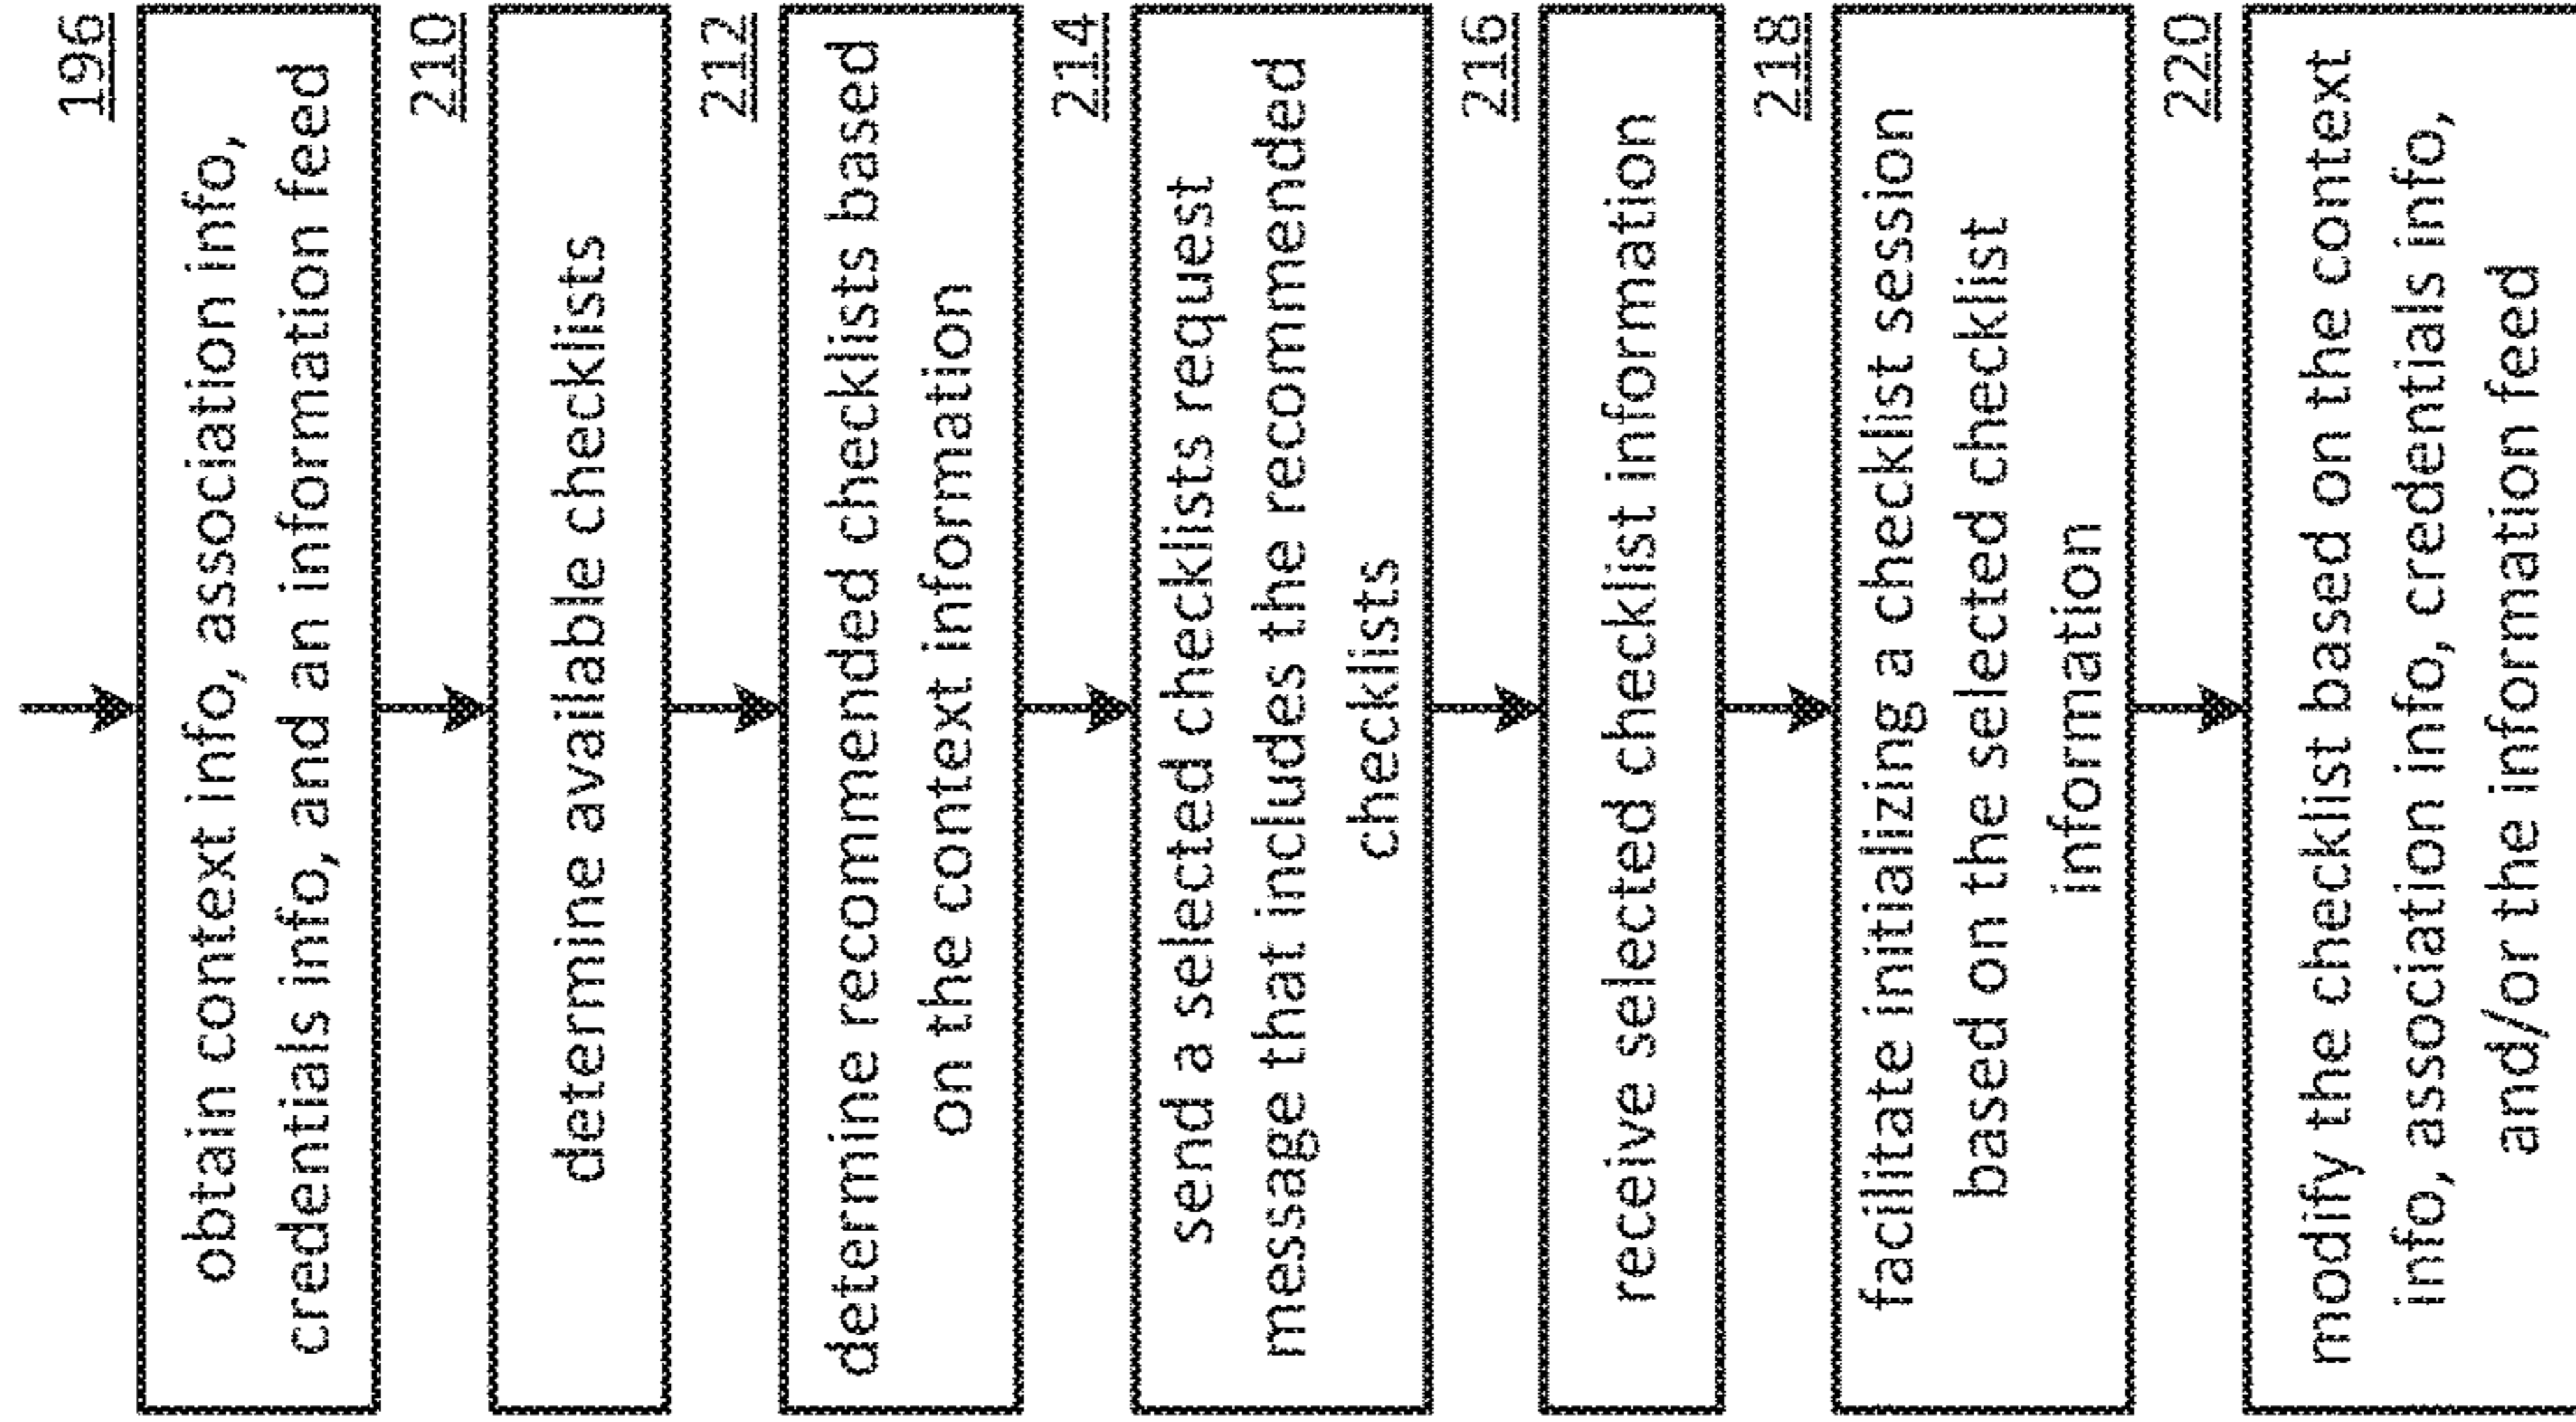 196
obtain context info, association info,
credentials info, and an information feed
210
determine available checklists
212
determine recommended checklists based
on the context information
214
send a selected checklists request
message that includes the recommended
checklists
216
receive selected checklist information
218
facilitate initializing a checklist session
based on the selected checklist
information
220
modify the checklist based on the context
info, association info, credentials info,
and/or the information feed